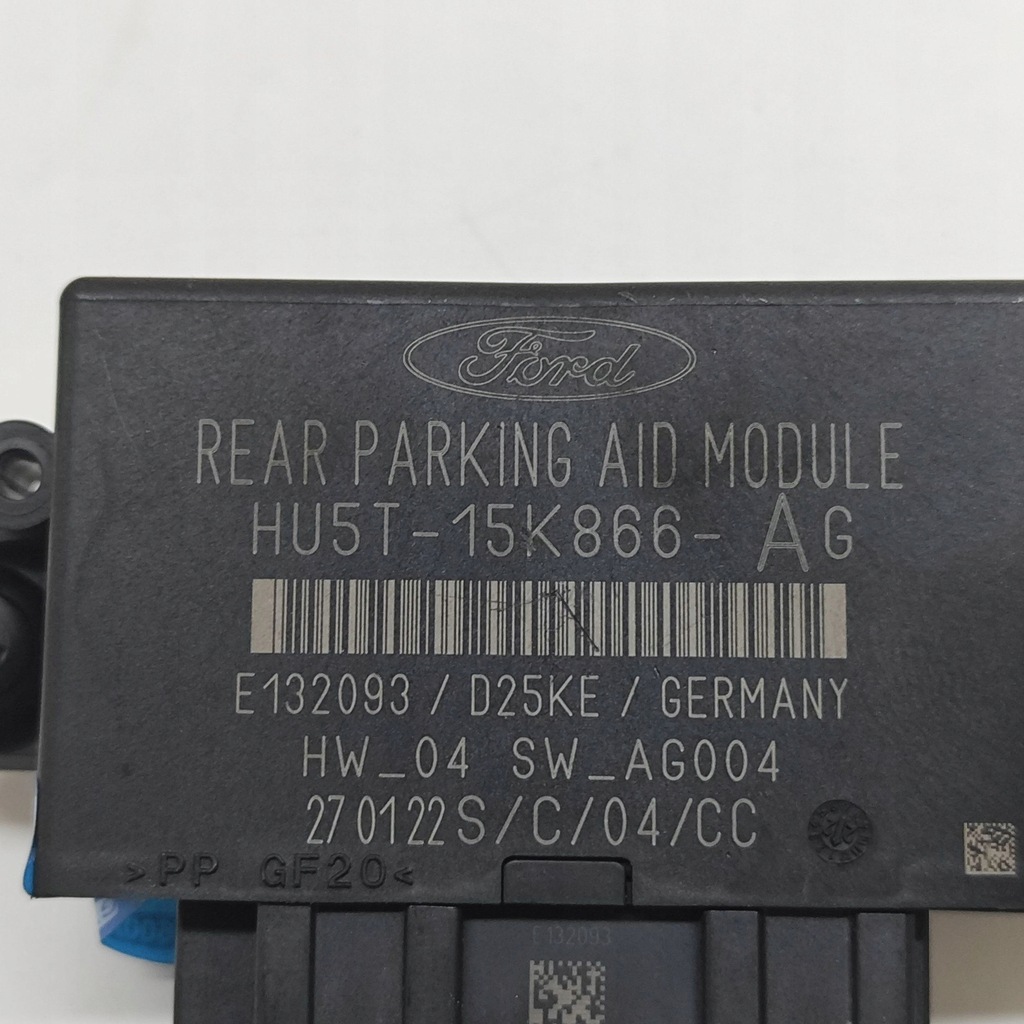 Ford
REAR PARKING AID MODULE
HU5T-15K866-AG
E132093 / D25KE / GERMANY
HW_04 SW_AG004
270122S/C/04/CC
>PP GF20<
E132093